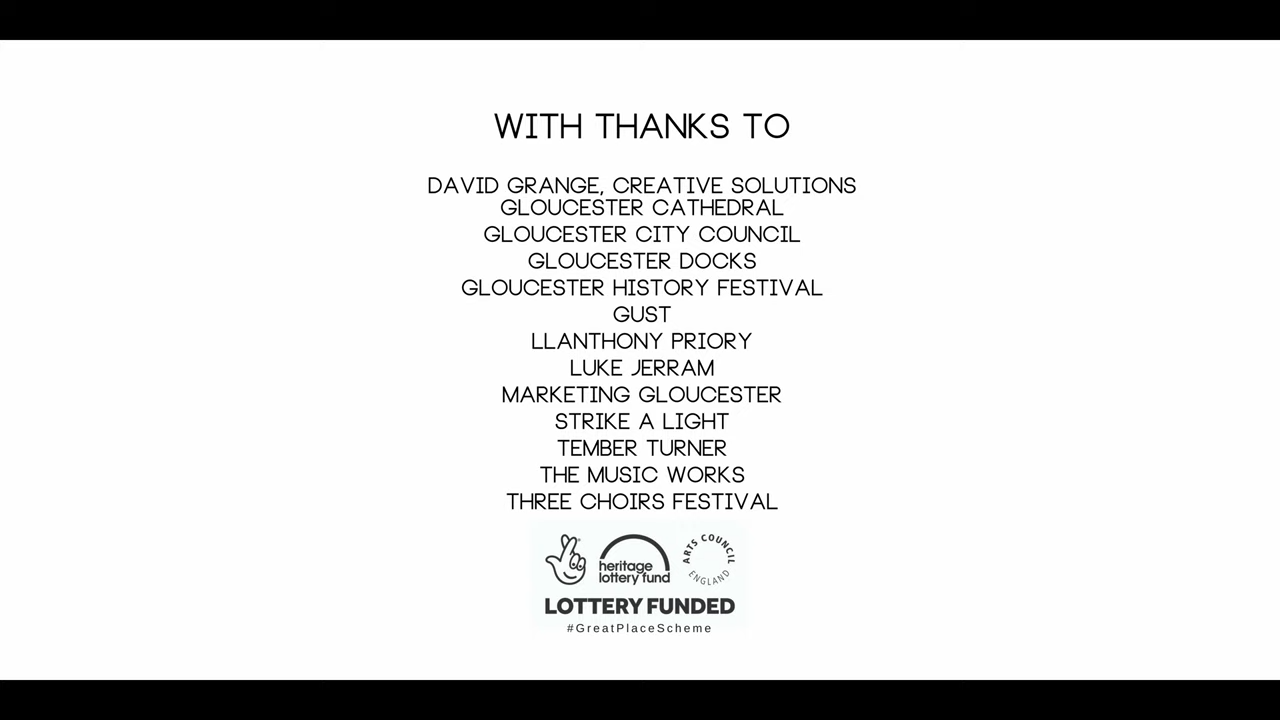 WITH THANKS TO
DAVID GRANGE, CREATIVE SOLUTIONS
GLOUCESTER CATHEDRAL
GLOUCESTER CITY COUNCIL
GLOUCESTER DOCKS
GLOUCESTER HISTORY FESTIVAL
GUST
LLANTHONY PRIORY
LUKE JERRAM
MARKETING GLOUCESTER
STRIKE A LIGHT
TEMBER TURNER
THE MUSIC WORKS
THREE CHOIRS FESTIVAL
heritage
lottery fund
ARTS COUNCIL
ENGLAND
LOTTERY FUNDED
#GreatPlaceScheme